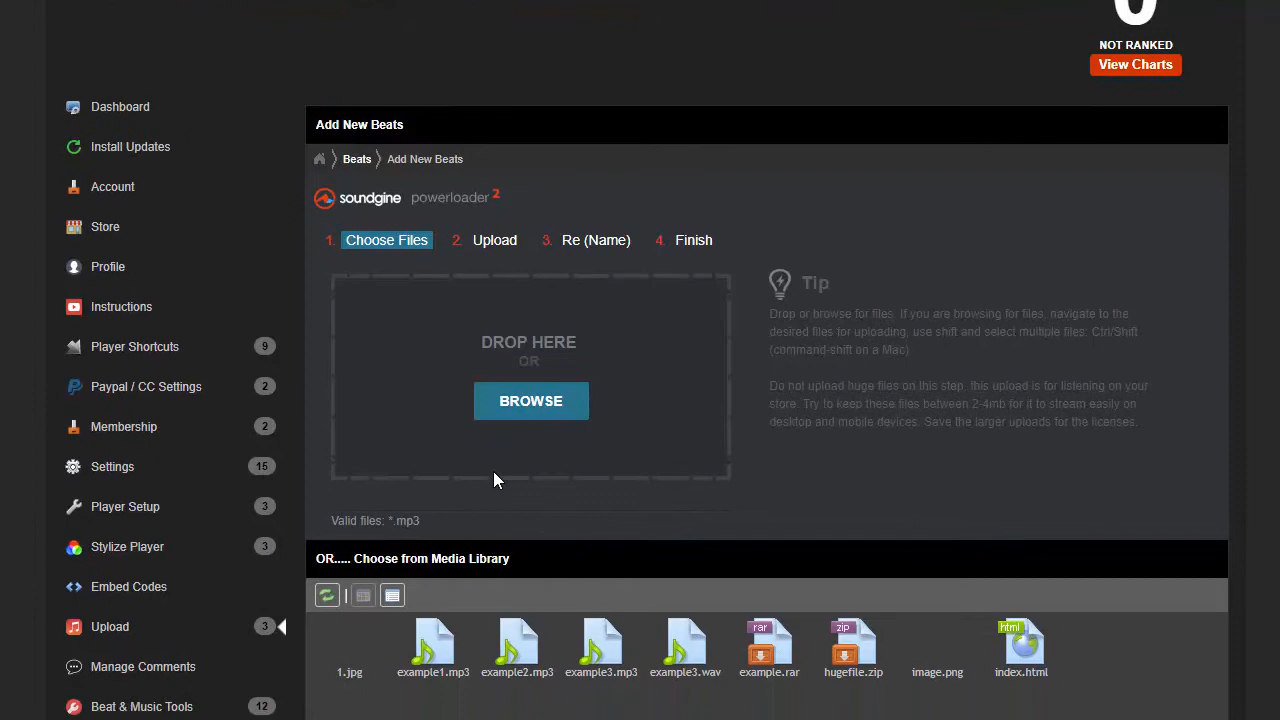 NOT RANKED
View Charts
Dashboard
Install Updates
Account
Store
Profile
Instructions
Player Shortcuts 9
Paypal / CC Settings 2
Membership 2
Settings 15
Player Setup 3
Stylize Player 3
Embed Codes
Upload 3
Manage Comments
Beat & Music Tools 12
Add New Beats
Beats Add New Beats
soundgine powerloader 2
1. Choose Files 2. Upload 3. Re (Name) 4. Finish
DROP HERE
OR
BROWSE
Valid files: *.mp3
Tip
Drop or browse for files. If you are browsing for files, navigate to the
desired files for uploading, use shift and select multiple files: Ctrl/Shift
(command-shift on a Mac)
Do not upload huge files on this step, this upload is for listening on your
store. Try to keep these files between 2-4mb for it to stream easily on
desktop and mobile devices. Save the larger uploads for the licenses.
OR..... Choose from Media Library
rar zip html
1.jpg example1.mp3 example2.mp3 example3.mp3 example3.wav example.rar hugefile.zip image.png index.html